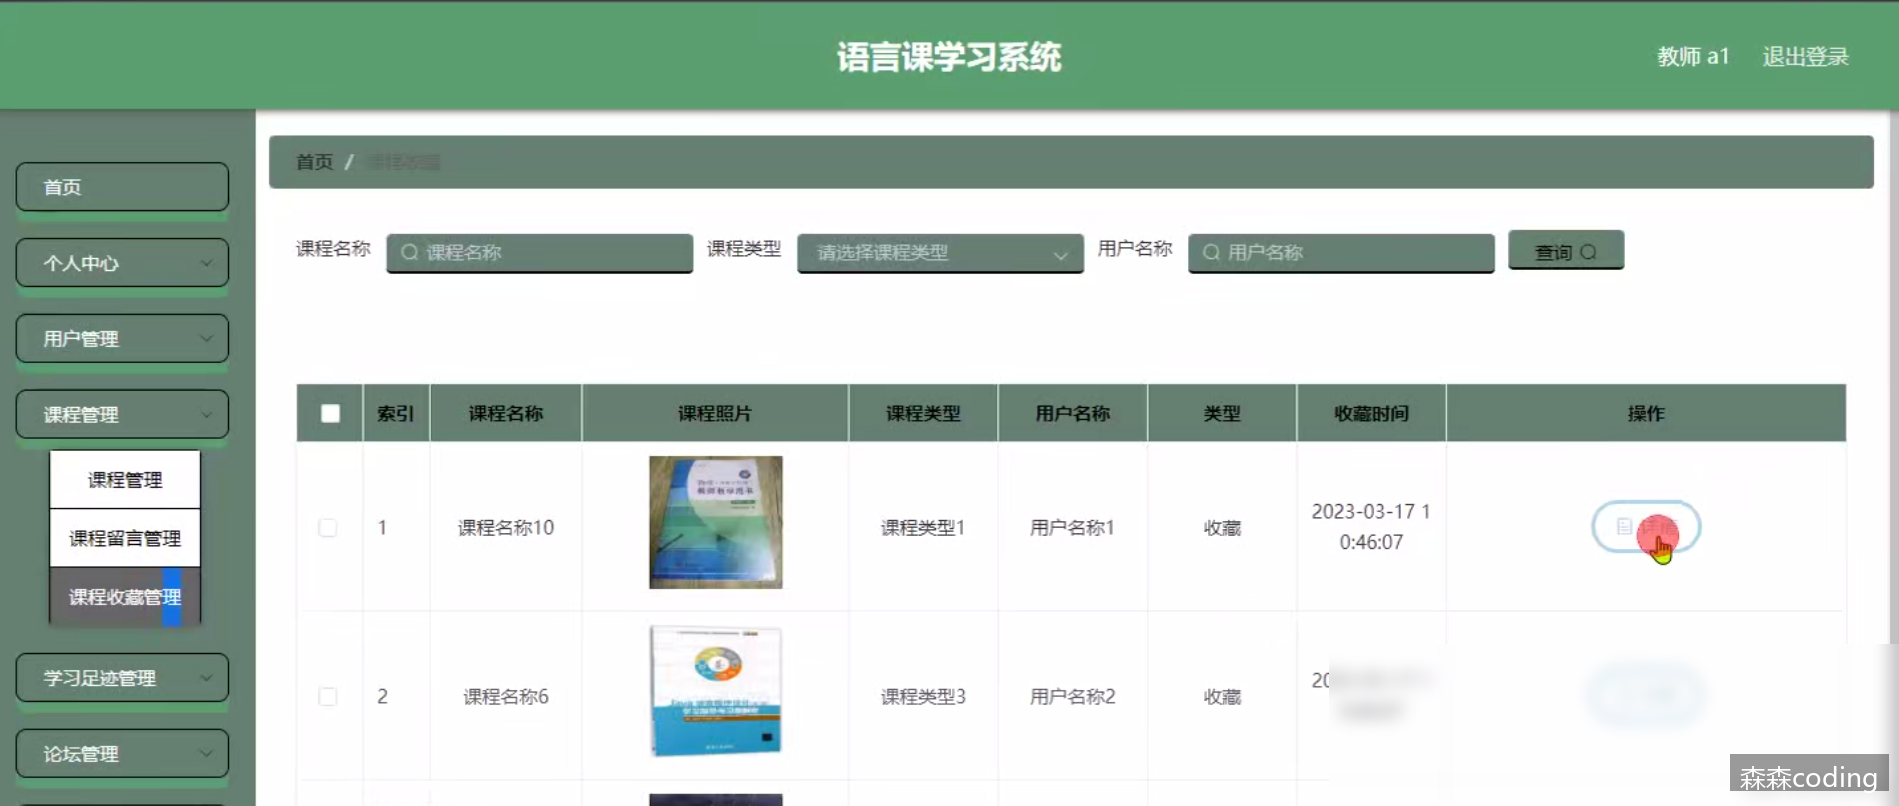 语言课学习系统
教师 a1
退出登录
首页
个人中心
用户管理
课程管理
课程管理
课程留言管理
课程收藏管理
学习足迹管理
论坛管理
首页 /
课程名称 课程名称 课程类型 请选择课程类型 用户名称 用户名称 查询
索引 课程名称 课程照片 课程类型 用户名称 类型 收藏时间 操作
1 课程名称10 课程类型1 用户名称1 收藏 2023-03-17 1
0:46:07
2 课程名称6 课程类型3 用户名称2 收藏 20
森森coding